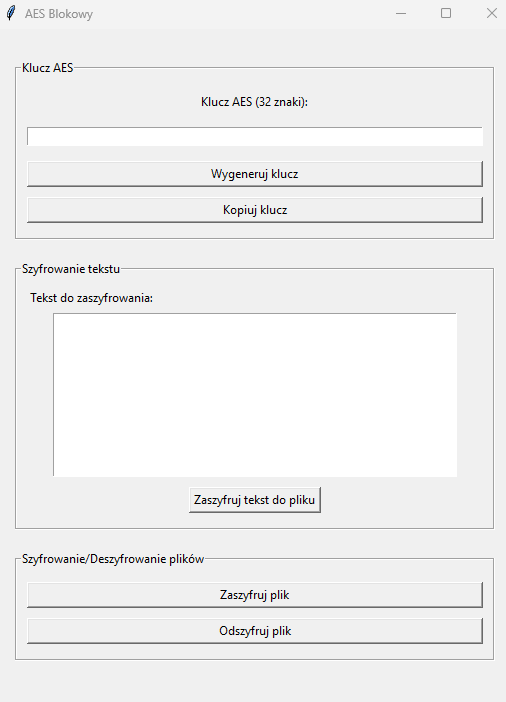 AES Blokowy
Klucz AES
Klucz AES (32 znaki):
Wygeneruj klucz
Kopiuj klucz
Szyfrowanie tekstu
Tekst do zaszyfrowania:
Zaszyfruj tekst do pliku
Szyfrowanie/Deszyfrowanie plików
Zaszyfruj plik
Odszyfruj plik